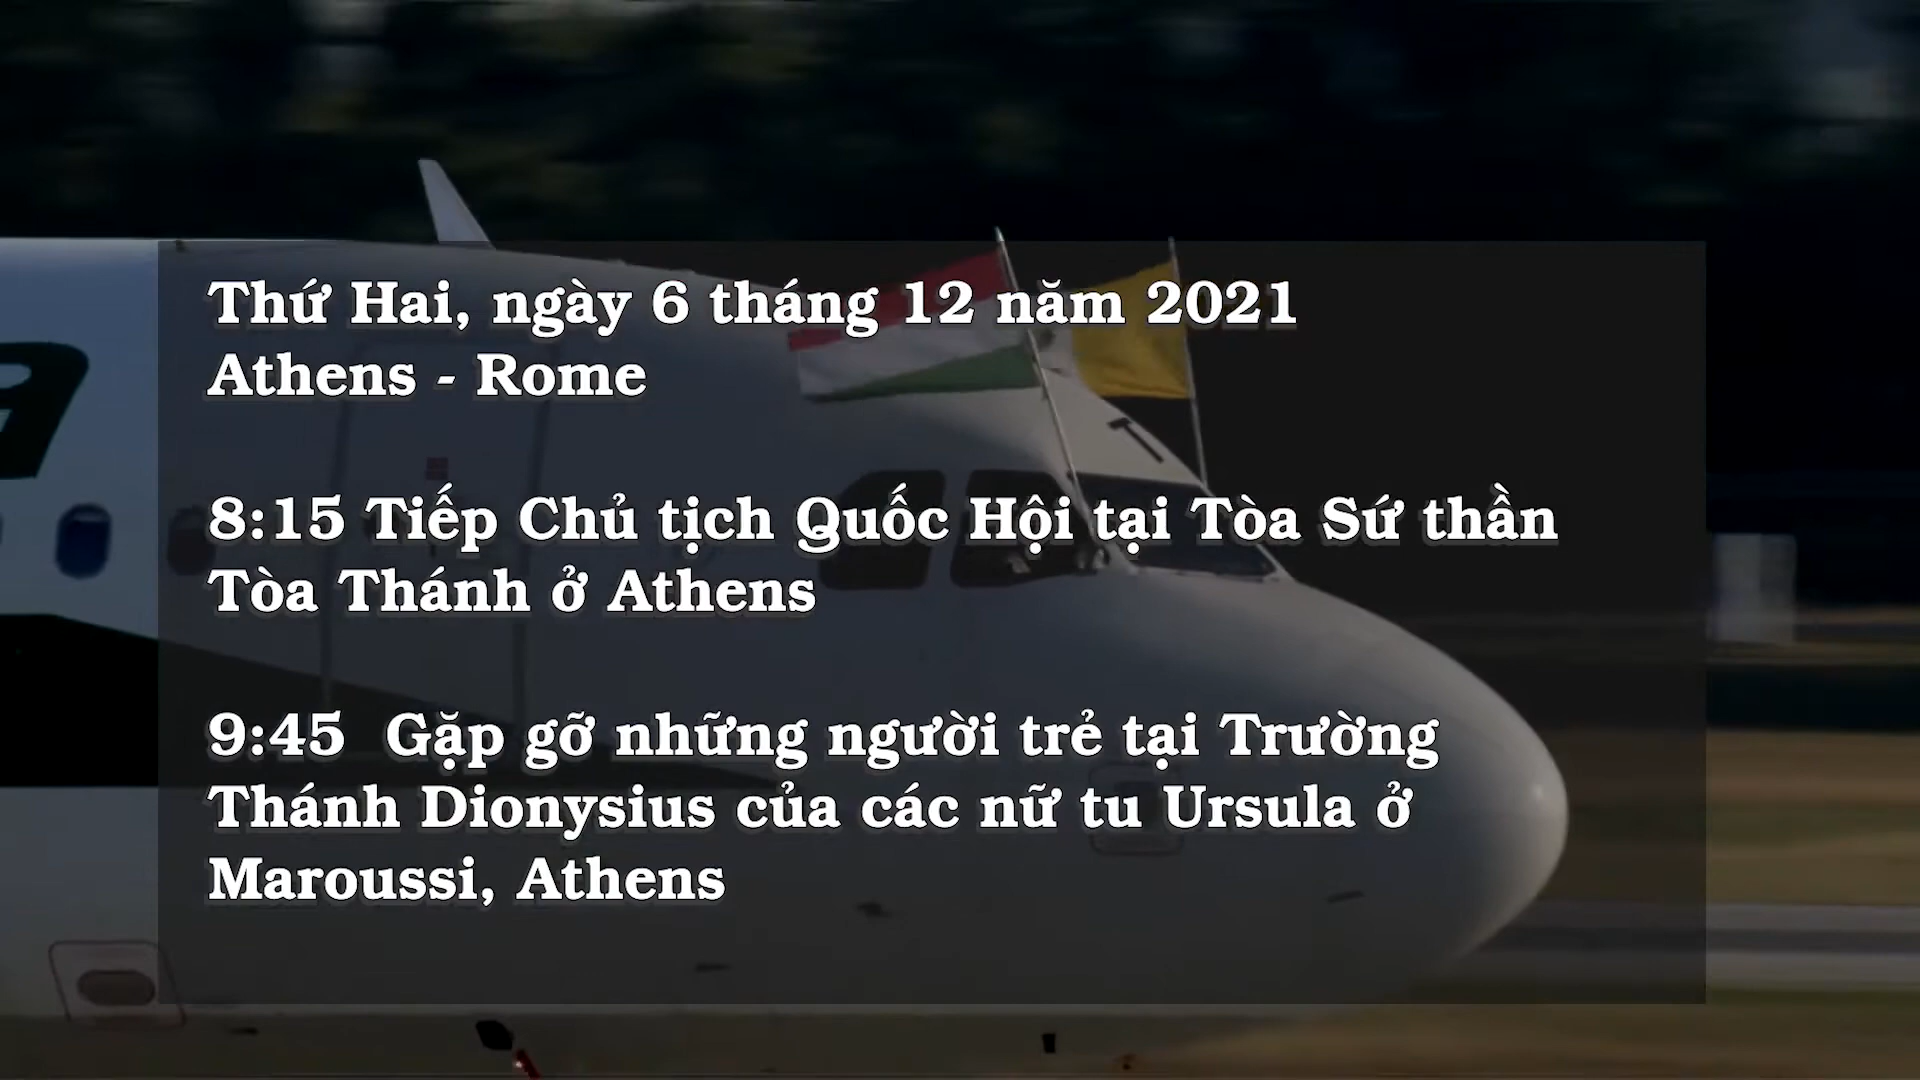 Thứ Hai, ngày 6 tháng 12 năm 2021
Athens - Rome
8:15 Tiếp Chủ tịch Quốc Hội tại Tòa Sứ thần
Tòa Thánh ở Athens
9:45 Gặp gỡ những người trẻ tại Trường
Thánh Dionysius của các nữ tu Ursula ở
Maroussi, Athens